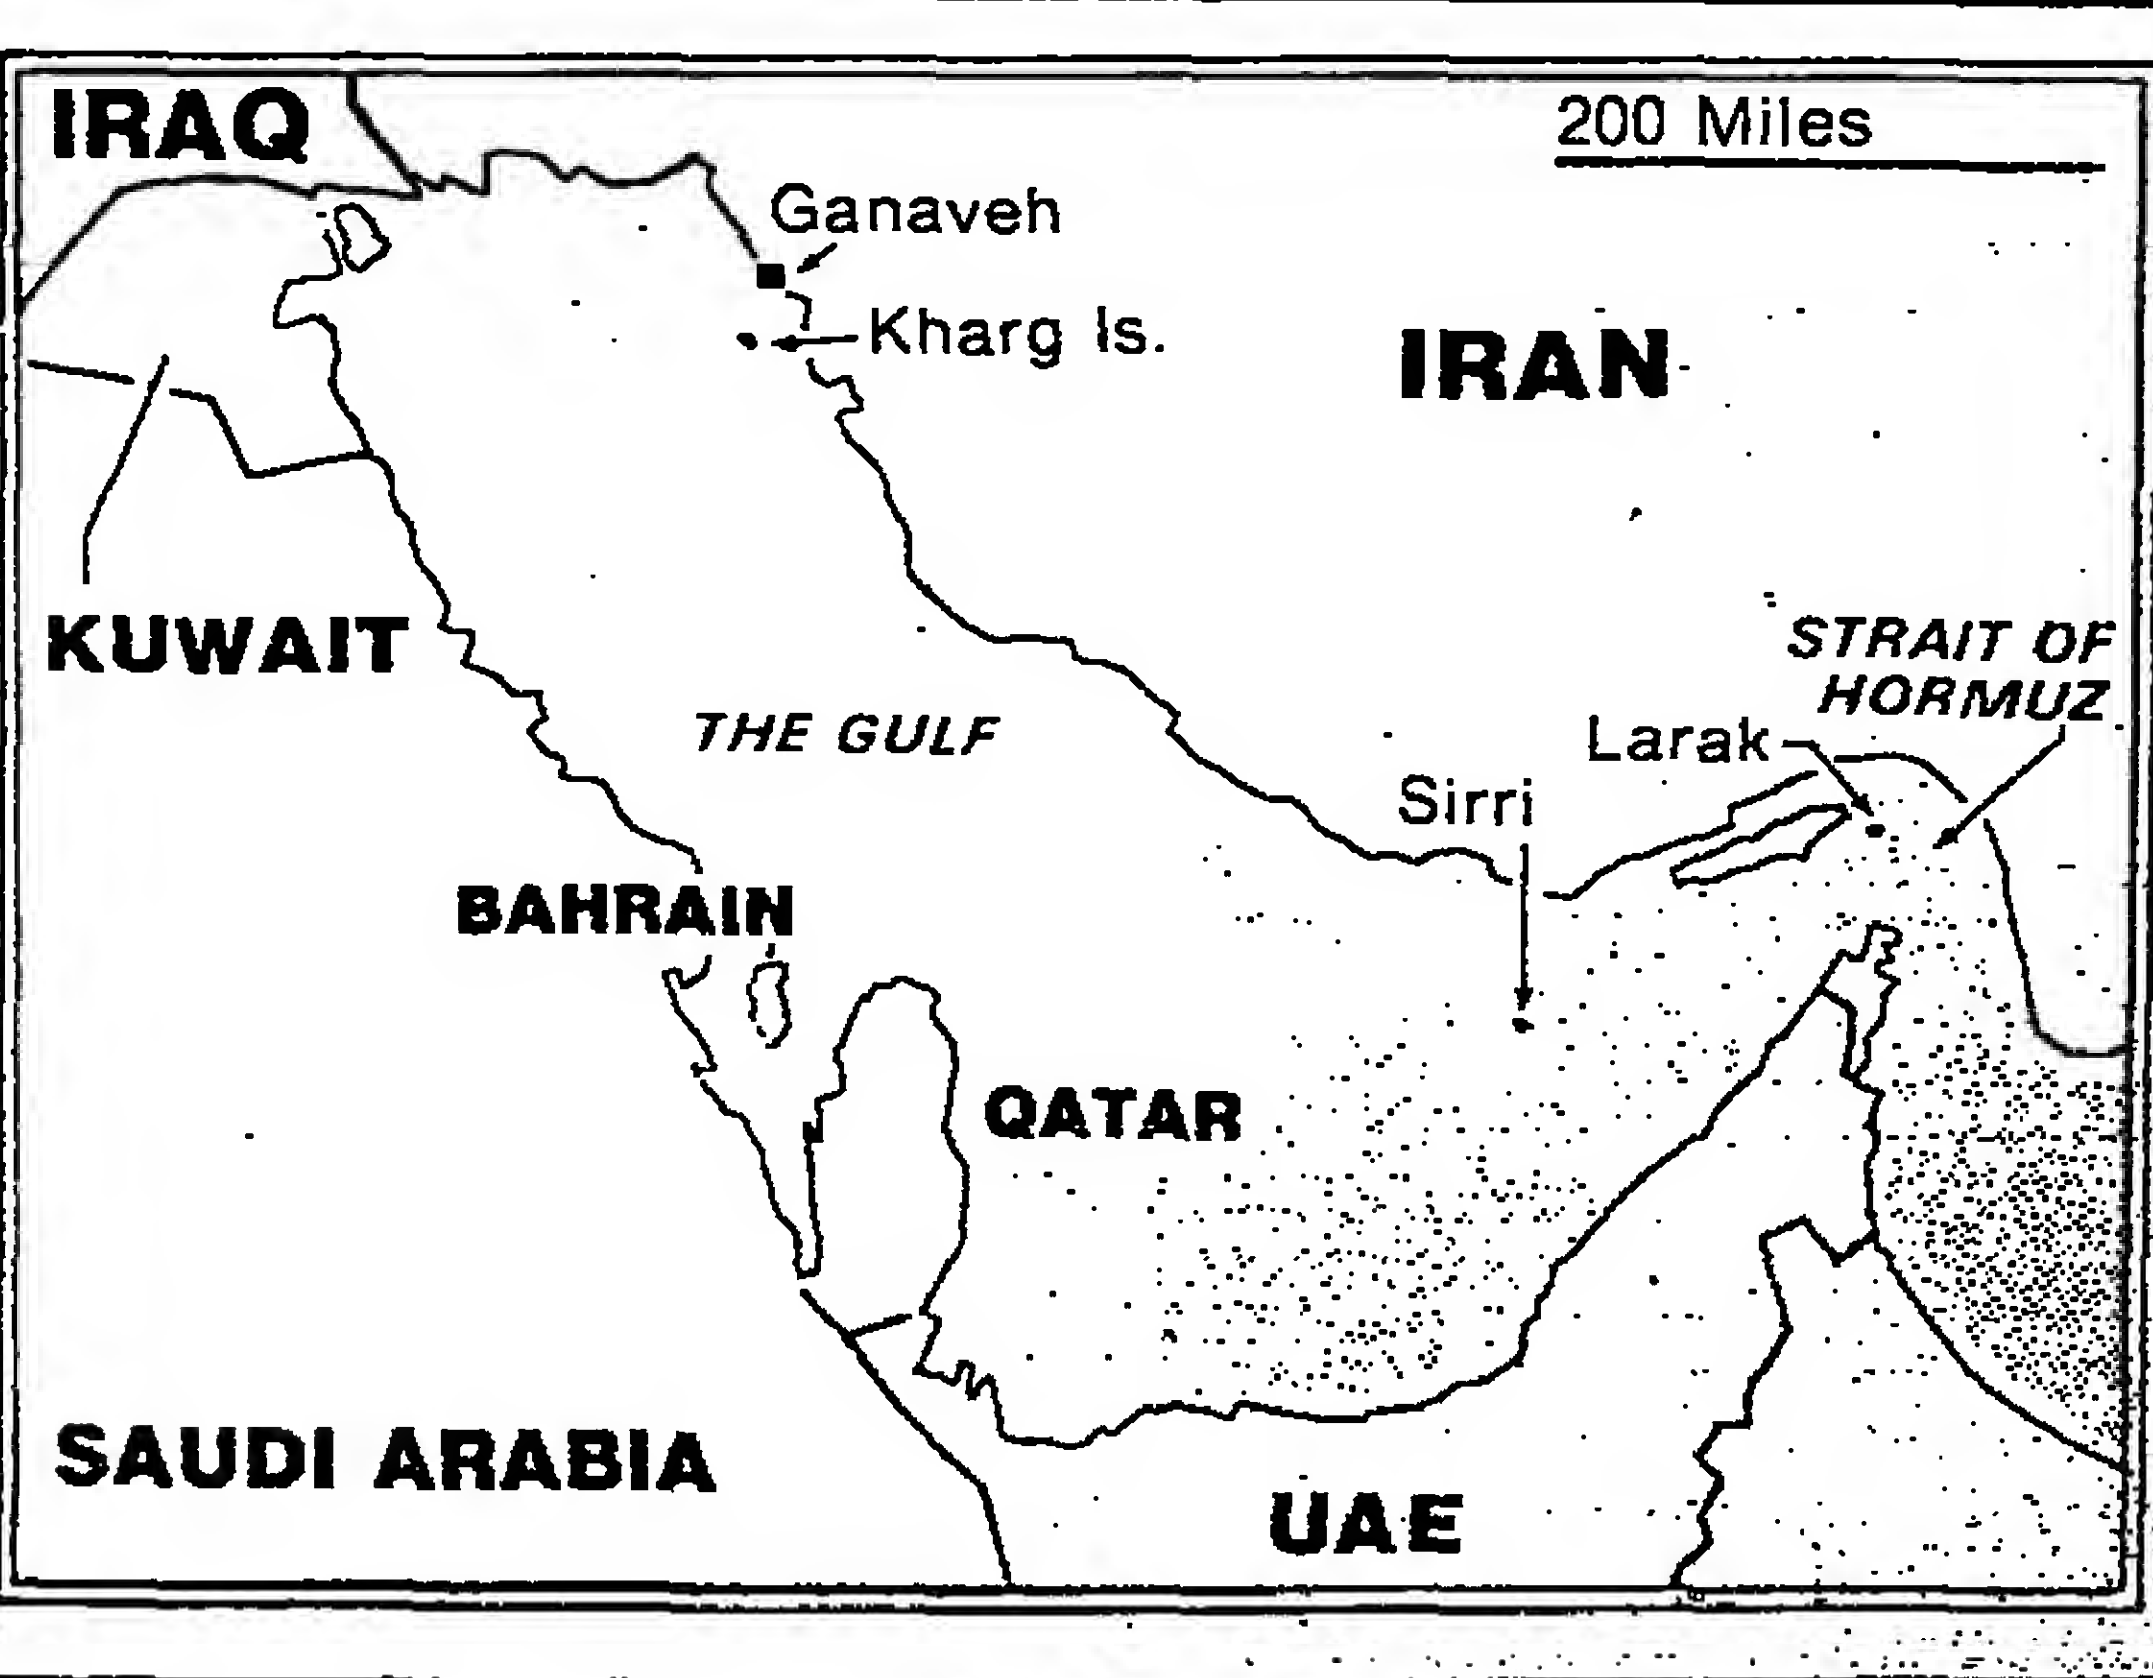 IRAQ
200 Miles
Ganaveh
Kharg Is.
IRAN
KUWAIT
STRAIT OF
HORMUZ
THE GULF
Larak
Sirri
BAHRAIN
QATAR
SAUDI ARABIA
UAE